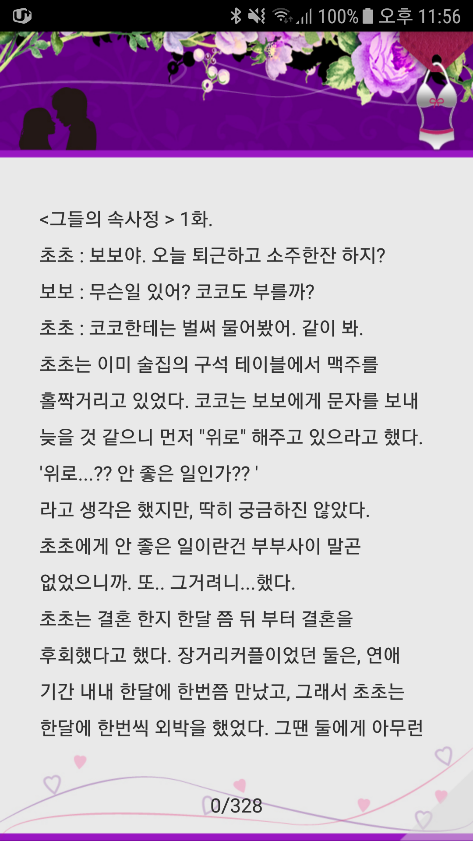 100% 오후 11:56
<그들의 속사정 > 1화.
초초 : 보보야. 오늘 퇴근하고 소주한잔 하지?
보보 : 무슨일 있어? 코코도 부를까?
초초 : 코코한테는 벌써 물어봤어. 같이 봐.
초초는 이미 술집의 구석 테이블에서 맥주를
홀짝거리고 있었다. 코코는 보보에게 문자를 보내
늦을 것 같으니 먼저 "위로" 해주고 있으라고 했다.
'위로...?? 안 좋은 일인가?? '
라고 생각은 했지만, 딱히 궁금하진 않았다.
초초에게 안 좋은 일이란건 부부사이 말곤
없었으니까. 또.. 그거려니...했다.
초초는 결혼 한지 한달 쯤 뒤 부터 결혼을
후회했다고 했다. 장거리커플이었던 둘은, 연애
기간 내내 한달에 한번쯤 만났고, 그래서 초초는
한달에 한번씩 외박을 했었다. 그땐 둘에게 아무런
0/328